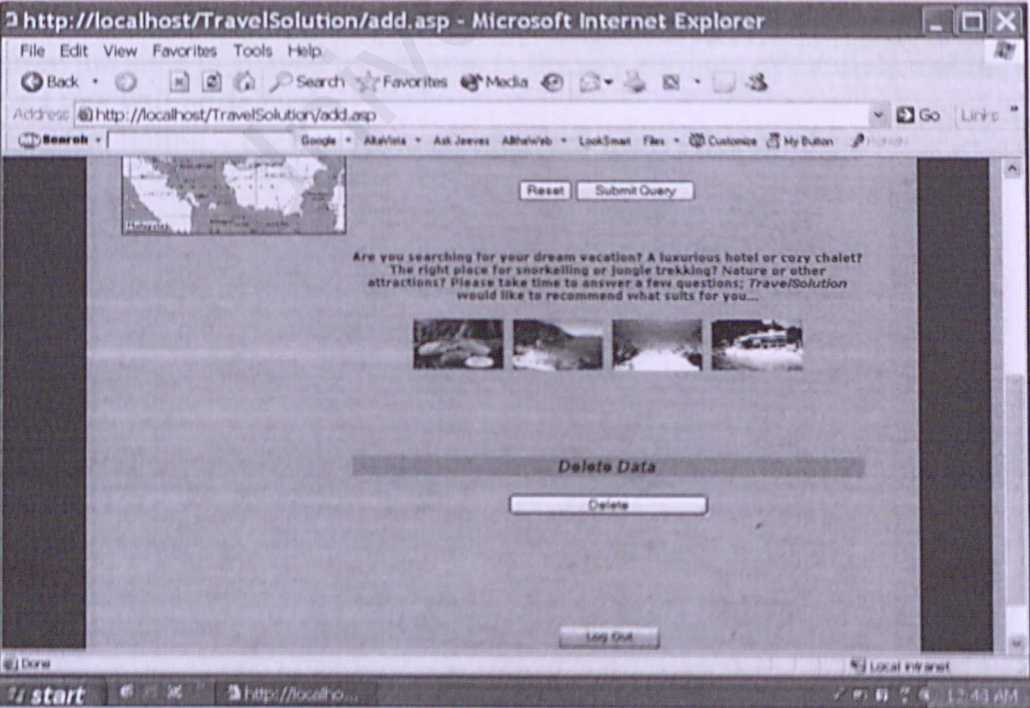 http://localhost/TravelSolution/add.asp - Microsoft Internet Explorer
File Edit View Favorites Tools Help
Back Search Favorites Media
Address http://localhost/TravelSolution/add.asp Go Links »
Search Google AltaVista Ask Jeeves AlltheWeb LookSmart Files Customize My Button
Malaysia
Reset Submit Query
Are you searching for your dream vacation? A luxurious hotel or cozy chalet?
The right place for snorkelling or jungle trekking? Nature or other
attractions? Please take time to answer a few questions; TravelSolution
would like to recommend what suits for you...
Delete Data
Delete
Log Out
Done Local intranet
start http://localho... 12:48 AM